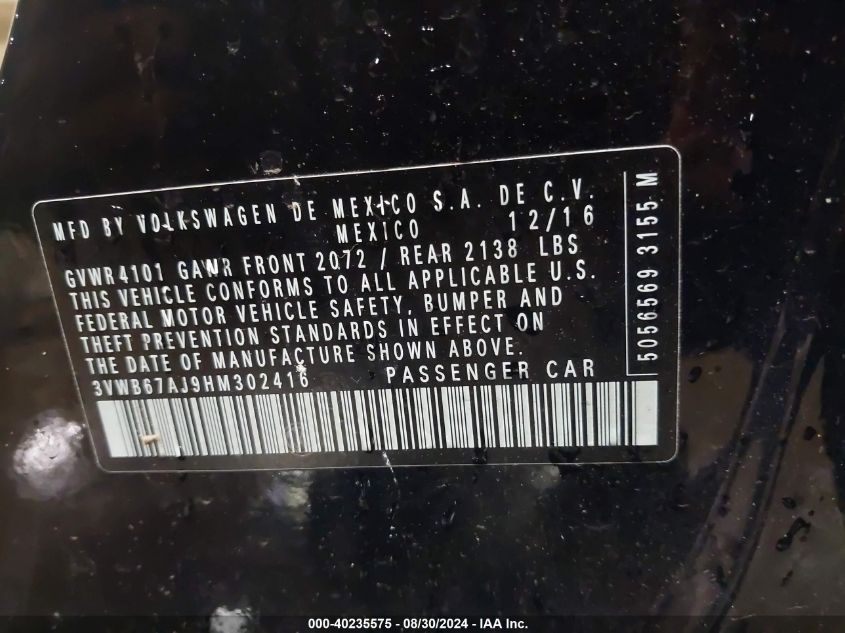 MFD BY VOLKSWAGEN DE MEXICO S.A. DE C.V.
MEXICO 12/16
GVWR4101 GAWR FRONT 2072 / REAR 2138 LBS
THIS VEHICLE CONFORMS TO ALL APPLICABLE U.S.
FEDERAL MOTOR VEHICLE SAFETY, BUMPER AND
THEFT PREVENTION STANDARDS IN EFFECT ON
THE DATE OF MANUFACTURE SHOWN ABOVE.
3VWB67AJ9HM302416 PASSENGER CAR
5056569 3155 M
000-40235575 - 08/30/2024 - IAA Inc.